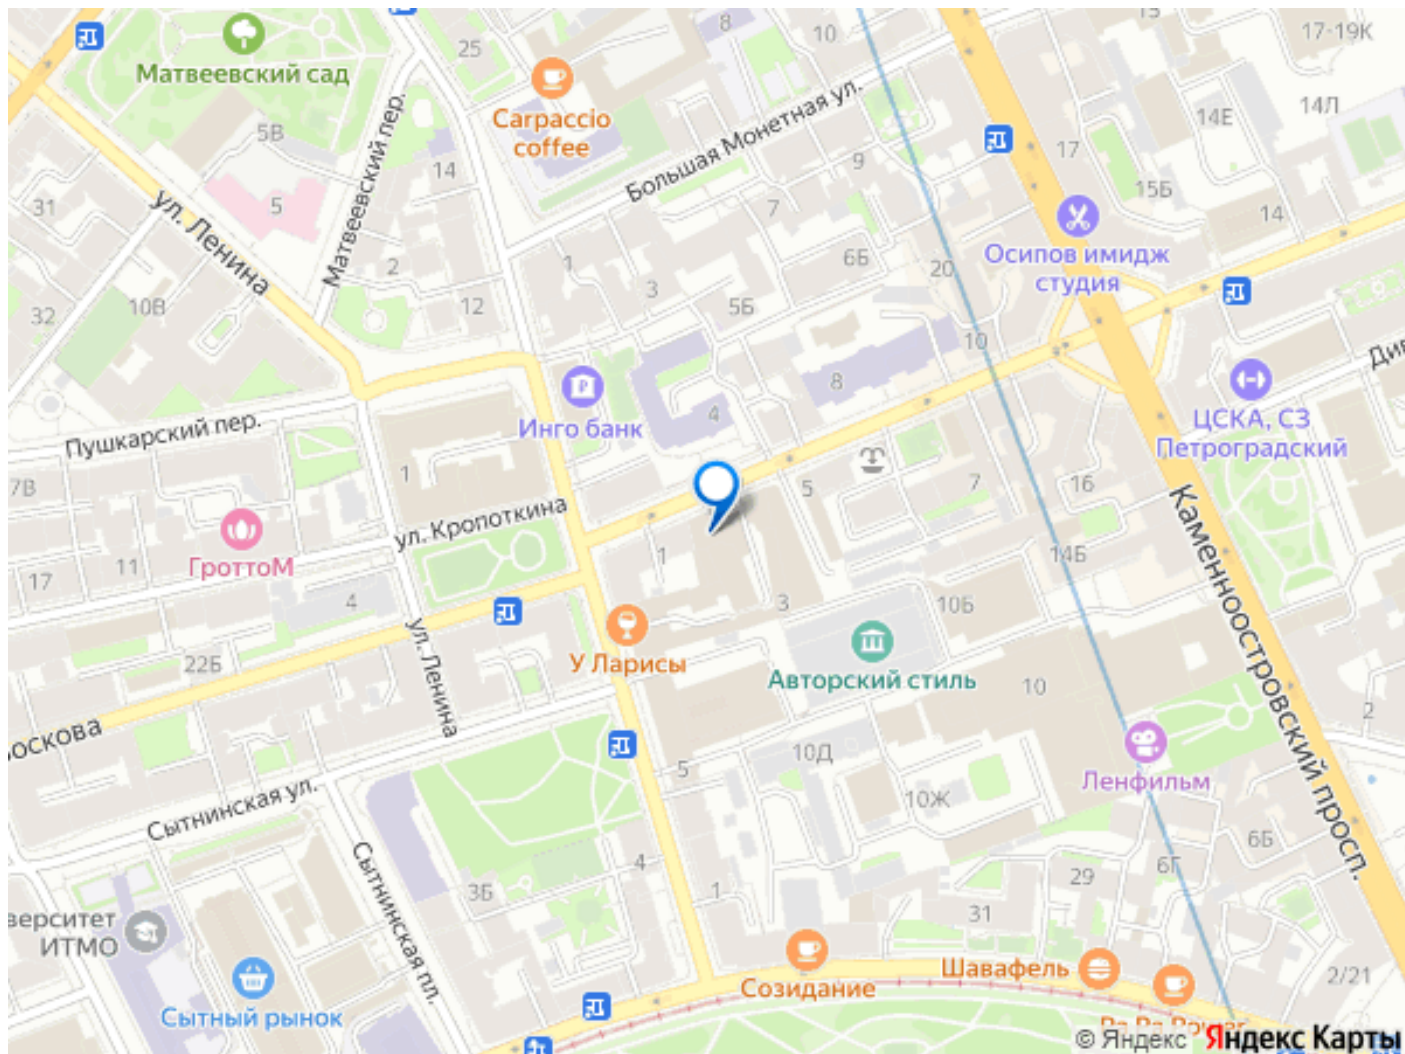 8
10
15
17-19К
25
Матвеевский сад
Carpaccio
coffee
Большая Монетная ул.
14Е
14Л
5В
Матвеевский пер.
14
9
17
15Б
31
ул. Ленина
5
7
14
Осипов имидж
студия
2
1
6Б
20
3
5Б
32
10В
12
10
9
Инго банк
8
4
ЦСКА, СЗ
Петроградский
Пушкарский пер.
7В
1
ул. Кропоткина
5
7
16
Каменноостровский просп.
ГроттоМ
17
11
1
14Б
4
3
10Б
У Ларисы
Авторский стиль
22Б
ул. Ленина
10
2
5
10Д
Ленфильм
Сытнинская ул.
10Ж
6Б
Сытнинская пл.
3Б
4
1
29
6Г
31
ИТМО
Сытный рынок
Созидание
Шавафель
2/21
© Яндекс Яндекс Карты